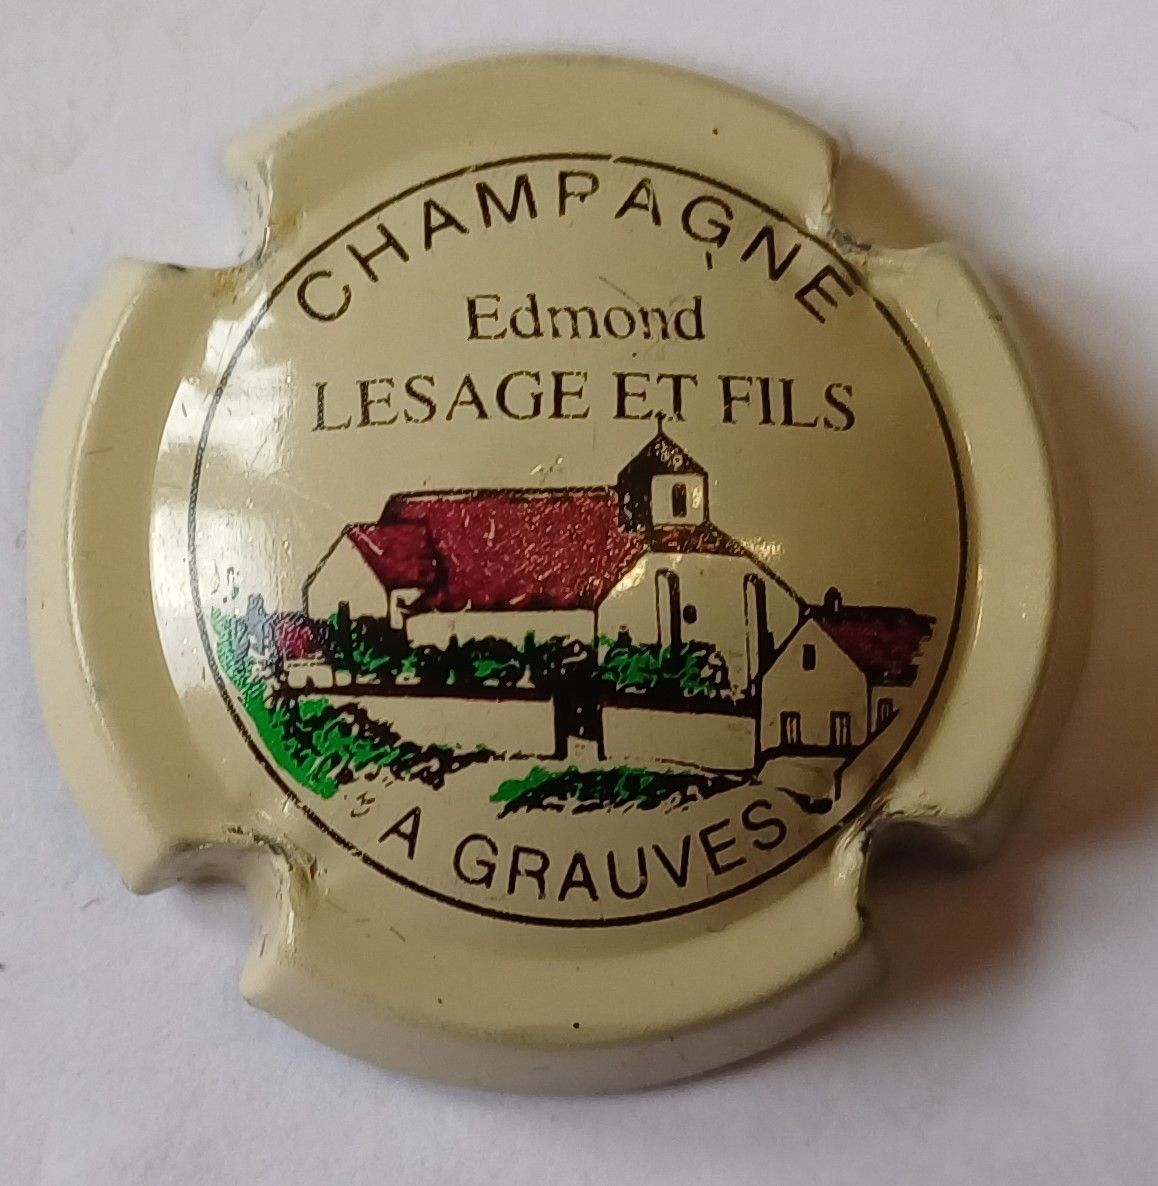 CHAMPAGNE
Edmond
LESAGE ET FILS
A GRAUVES